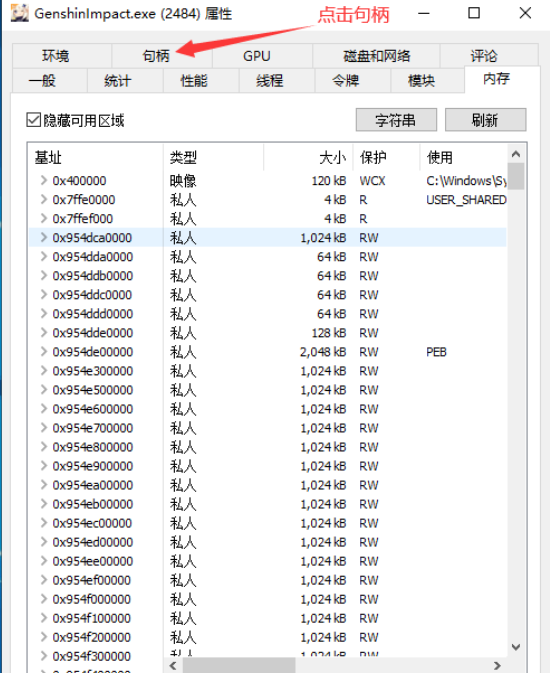 GenshinImpact.exe (2484) 属性
点击句柄
环境 句柄 GPU 磁盘和网络 评论
一般 统计 性能 线程 令牌 模块 内存
隐藏可用区域 字符串 刷新
基址 类型 大小 保护 使用
0x400000 映像 120 kB WCX C:\Windows\Sy
0x7ffe0000 私人 4 kB R USER_SHARED
0x7ffef000 私人 4 kB R
0x954dca0000 私人 1,024 kB RW
0x954dda0000 私人 64 kB RW
0x954ddb0000 私人 64 kB RW
0x954ddc0000 私人 64 kB RW
0x954ddd0000 私人 64 kB RW
0x954dde0000 私人 128 kB RW
0x954de00000 私人 2,048 kB RW PEB
0x954e300000 私人 1,024 kB RW
0x954e500000 私人 1,024 kB RW
0x954e600000 私人 1,024 kB RW
0x954e700000 私人 1,024 kB RW
0x954e800000 私人 1,024 kB RW
0x954e900000 私人 1,024 kB RW
0x954ea00000 私人 1,024 kB RW
0x954eb00000 私人 1,024 kB RW
0x954ec00000 私人 1,024 kB RW
0x954ed00000 私人 1,024 kB RW
0x954ee00000 私人 1,024 kB RW
0x954ef00000 私人 1,024 kB RW
0x954f000000 私人 1,024 kB RW
0x954f100000 私人 1,024 kB RW
0x954f200000 私人 1,024 kB RW
0x954f300000 私人 1,024 kB RW